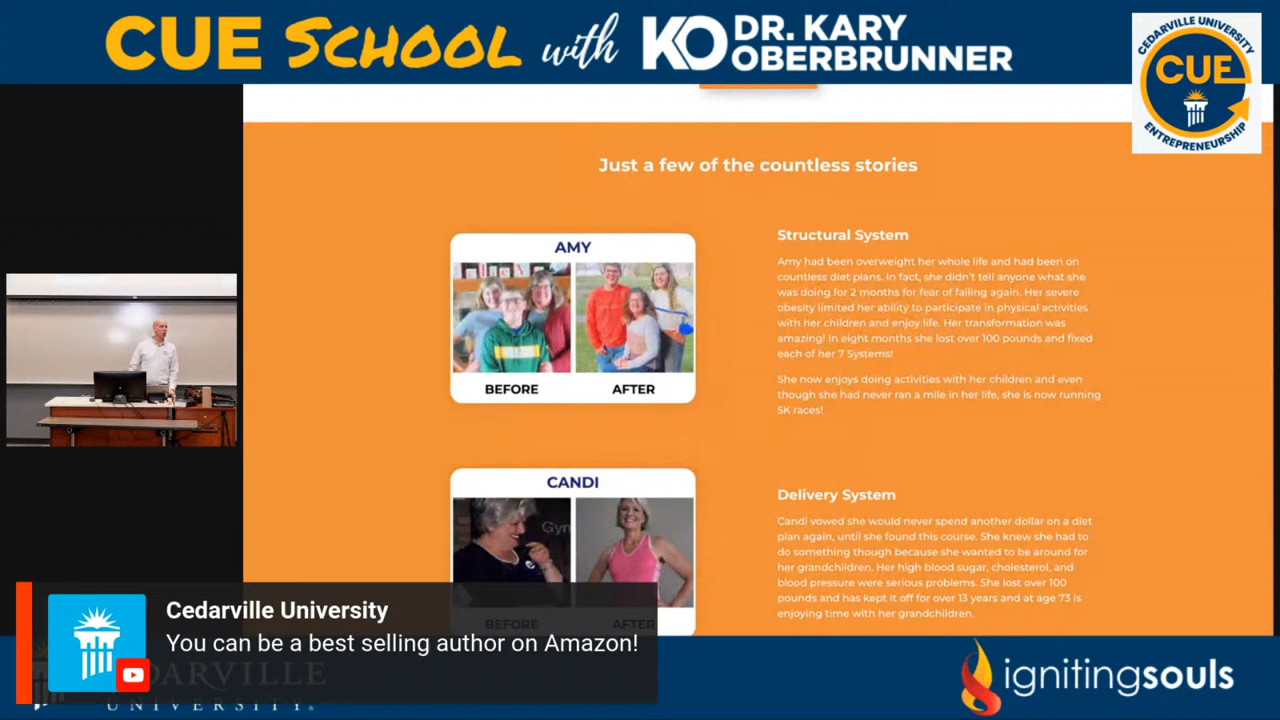 CUE SCHOOL with KO DR. KARY OBERBRUNNER
CEDARVILLE UNIVERSITY
CUE
ENTREPRENEURSHIP
Just a few of the countless stories
AMY
BEFORE AFTER
Structural System
Amy had been overweight her whole life and had been on
countless diet plans. In fact, she didn't tell anyone what she
was doing for 2 months for fear of failing again. Her severe
obesity limited her ability to participate in physical activities
with her children and enjoy life. Her transformation was
amazing! In eight months she lost over 100 pounds and fixed
each of her 7 Systems!
She now enjoys doing activities with her children and even
though she had never ran a mile in her life, she is now running
5K races!
CANDI
Gyn
BEFORE AFTER
Delivery System
Candi vowed she would never spend another dollar on a diet
plan again, until she found this course. She knew she had to
do something though because she wanted to be around for
her grandchildren. Her high blood sugar, cholesterol, and
blood pressure were serious problems. She lost over 100
pounds and has kept it off for over 13 years and at age 73 is
enjoying time with her grandchildren.
Cedarville University
You can be a best selling author on Amazon!
DARVILLE
UNIVERSITY®
ignitingsouls